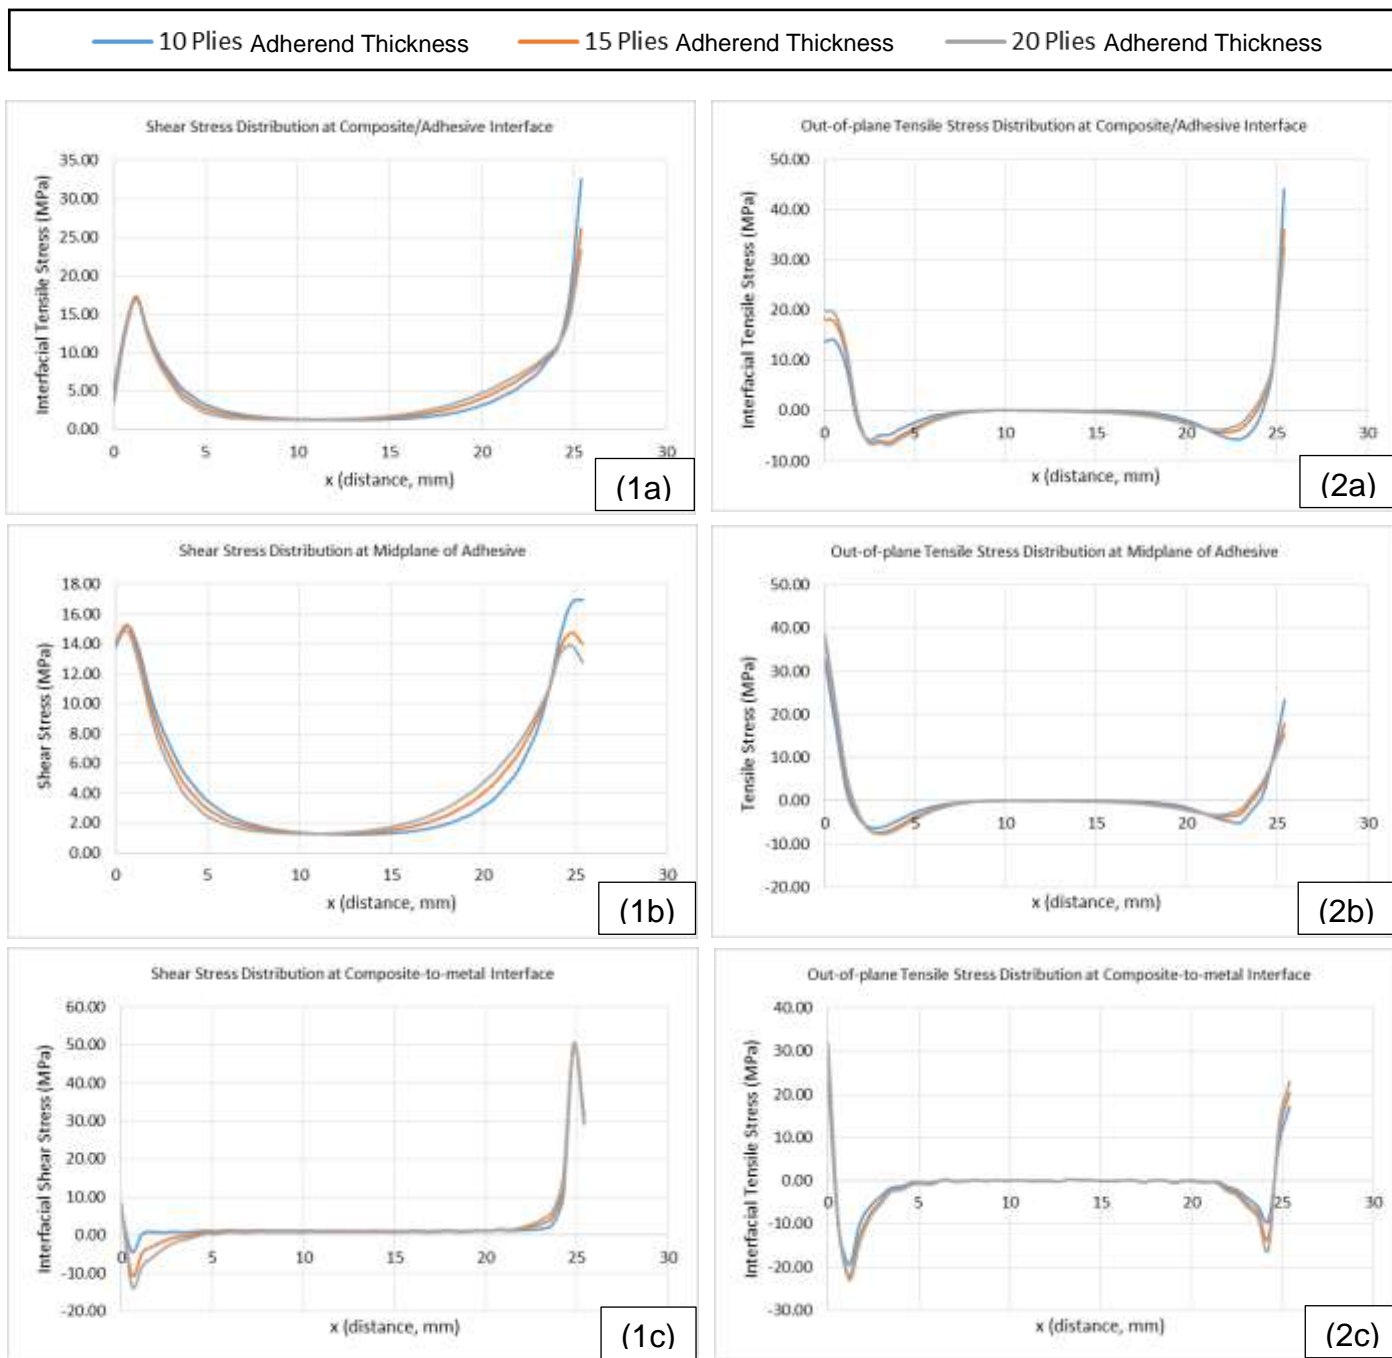 10 Plies Adherend Thickness 15 Plies Adherend Thickness 20 Plies Adherend Thickness
Shear Stress Distribution at Composite/Adhesive Interface
Interfacial Tensile Stress (MPa)
35.00
30.00
25.00
20.00
15.00
10.00
5.00
0.00
0 5 10 15 20 25 30
x (distance, mm)
(1a)
Out-of-plane Tensile Stress Distribution at Composite/Adhesive Interface
Interfacial Tensile Stress (MPa)
50.00
40.00
30.00
20.00
10.00
0.00
-10.00
0 5 10 15 20 25 30
x (distance, mm)
(2a)
Shear Stress Distribution at Midplane of Adhesive
Shear Stress (MPa)
18.00
16.00
14.00
12.00
10.00
8.00
6.00
4.00
2.00
0.00
0 5 10 15 20 25 30
x (distance, mm)
(1b)
Out-of-plane Tensile Stress Distribution at Midplane of Adhesive
Tensile Stress (MPa)
50.00
40.00
30.00
20.00
10.00
0.00
-10.00
-20.00
0 5 10 15 20 25 30
x (distance, mm)
(2b)
Shear Stress Distribution at Composite-to-metal Interface
Interfacial Shear Stress (MPa)
60.00
50.00
40.00
30.00
20.00
10.00
0.00
-10.00
-20.00
0 5 10 15 20 25 30
x (distance, mm)
(1c)
Out-of-plane Tensile Stress Distribution at Composite-to-metal Interface
Interfacial Tensile Stress (MPa)
40.00
30.00
20.00
10.00
0.00
-10.00
-20.00
-30.00
0 5 10 15 20 25 30
x (distance, mm)
(2c)